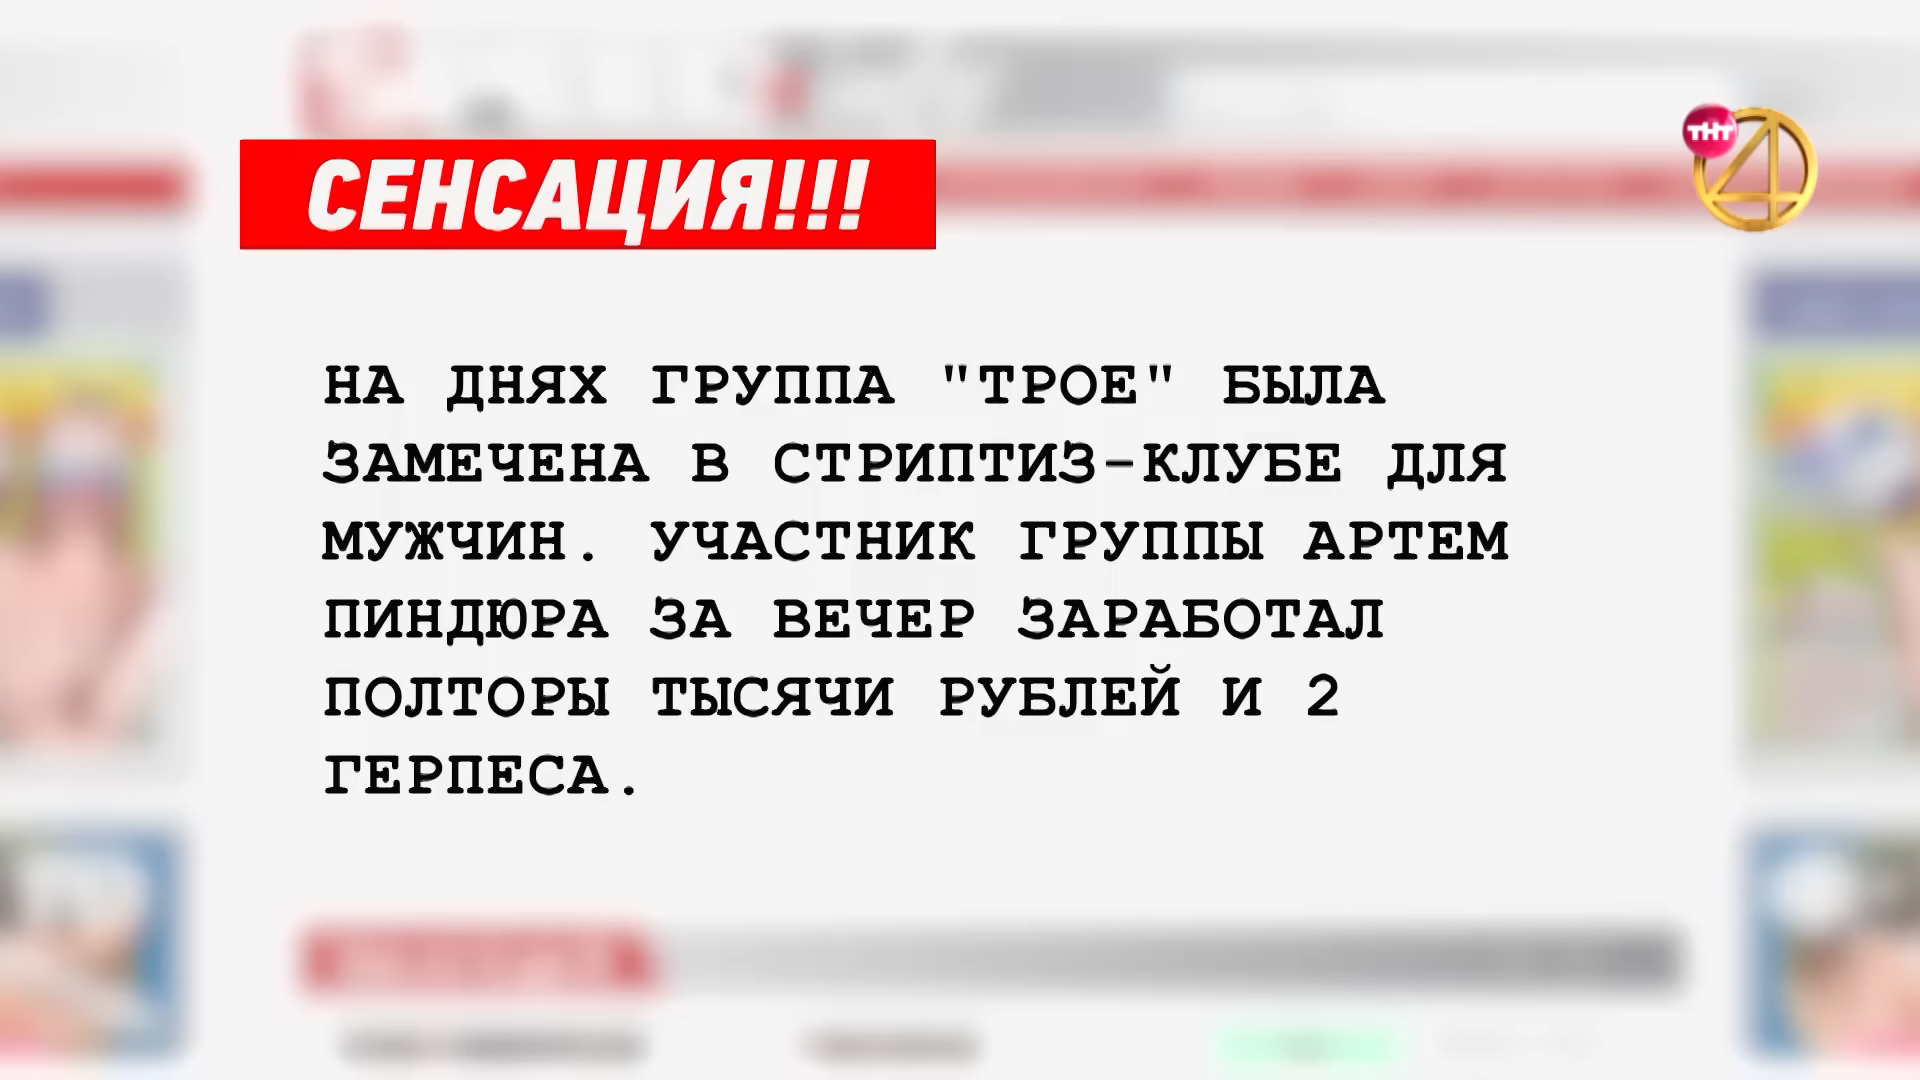 СЕНСАЦИЯ!!!
ТНТ 4
НА ДНЯХ ГРУППА "ТРОЕ" БЫЛА
ЗАМЕЧЕНА В СТРИПТИЗ-КЛУБЕ ДЛЯ
МУЖЧИН. УЧАСТНИК ГРУППЫ АРТЕМ
ПИНДЮРА ЗА ВЕЧЕР ЗАРАБОТАЛ
ПОЛТОРЫ ТЫСЯЧИ РУБЛЕЙ И 2
ГЕРПЕСА.